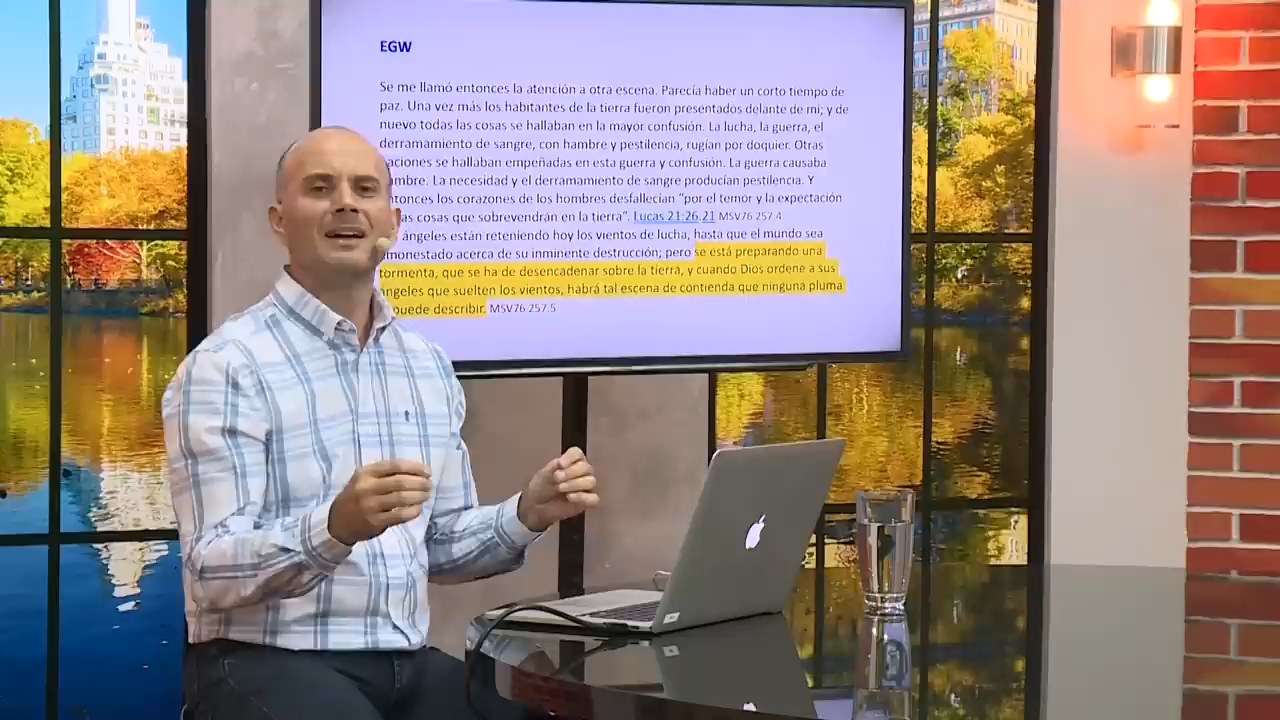 EGW
Se me llamó entonces la atención a otra escena. Parecía haber un corto tiempo de
paz. Una vez más los habitantes de la tierra fueron presentados delante de mí; y de
nuevo todas las cosas se hallaban en la mayor confusión. La lucha, la guerra, el
derramamiento de sangre, con hambre y pestilencia, rugían por doquier. Otras
aciones se hallaban empeñadas en esta guerra y confusión. La guerra causaba
mbre. La necesidad y el derramamiento de sangre producían pestilencia. Y
tonces los corazones de los hombres desfallecían "por el temor y la expectación
as cosas que sobrevendrán en la tierra". Lucas 21:26.21 MSV76 257.4
ángeles están reteniendo hoy los vientos de lucha, hasta que el mundo sea
monestado acerca de su inminente destrucción; pero se está preparando una
tormenta, que se ha de desencadenar sobre la tierra, y cuando Dios ordene a sus
ngeles que suelten los vientos, habrá tal escena de contienda que ninguna pluma
puede describir. MSV76 257.5